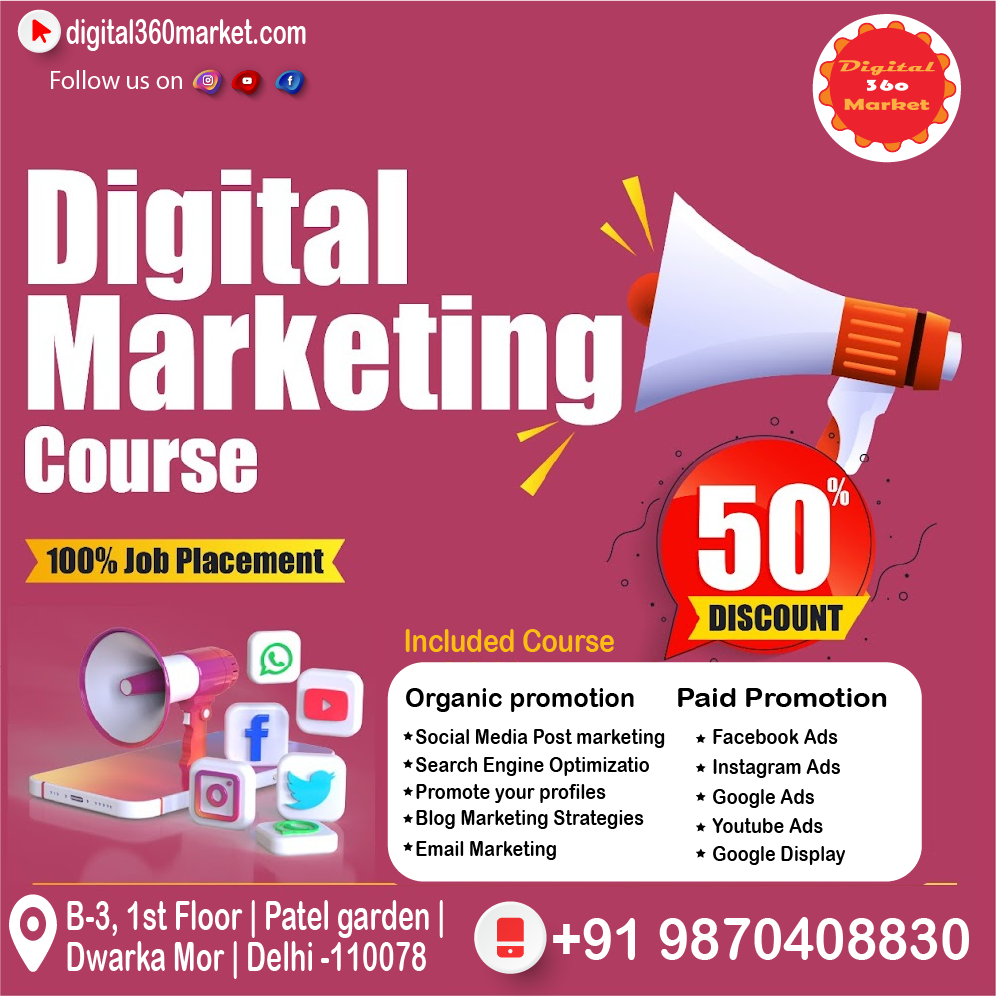 digital360market.com
Follow us on
Digital
360
Market
Digital
Marketing
Course
100% Job Placement
50%
DISCOUNT
Included Course
Organic promotion
★Social Media Post marketing
★Search Engine Optimizatio
★Promote your profiles
★Blog Marketing Strategies
★Email Marketing
Paid Promotion
★ Facebook Ads
★ Instagram Ads
★ Google Ads
★ Youtube Ads
★ Google Display
B-3, 1st Floor | Patel garden |
Dwarka Mor | Delhi -110078
+91 9870408830